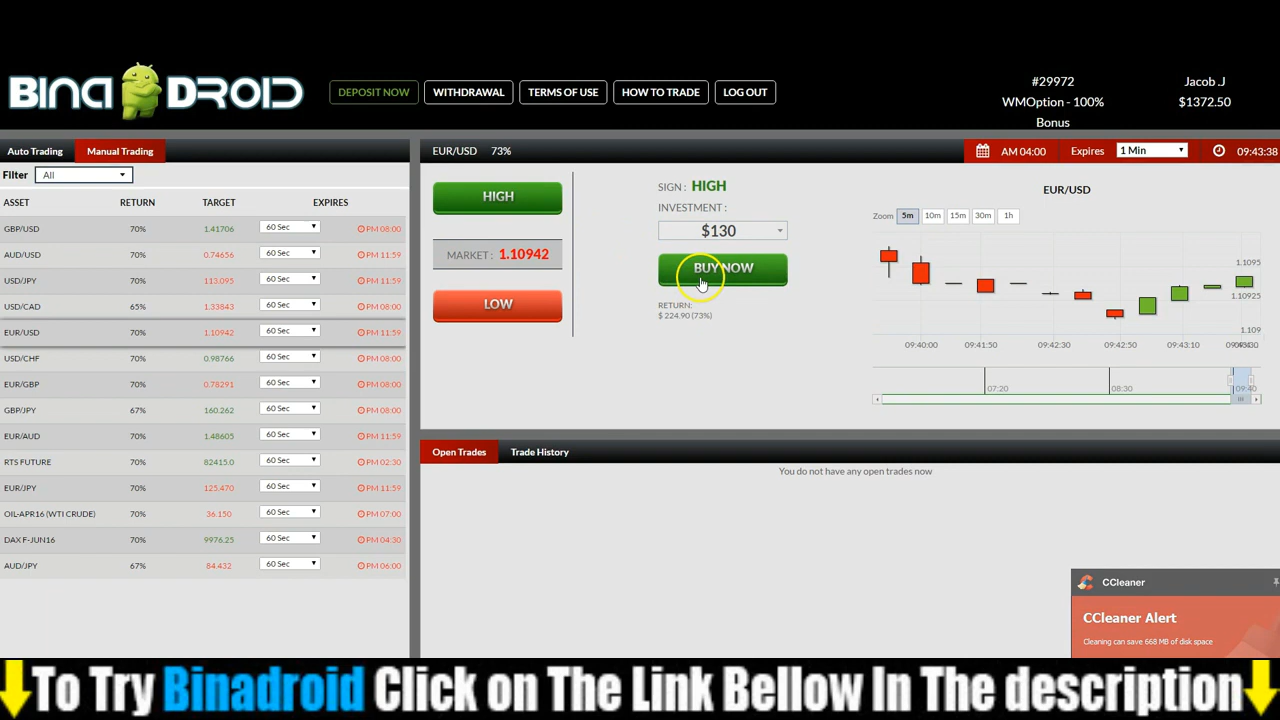 BINADROID
DEPOSIT NOW WITHDRAWAL TERMS OF USE HOW TO TRADE LOG OUT
#29972
WMOption - 100%
Bonus
Jacob .J
$1372.50
Auto Trading Manual Trading
Filter All
ASSET RETURN TARGET EXPIRES
GBP/USD 70% 1.41706 60 Sec PM 08:00
AUD/USD 70% 0.74656 60 Sec PM 11:59
USD/JPY 70% 113.095 60 Sec PM 08:00
USD/CAD 65% 1.33843 60 Sec PM 08:00
EUR/USD 70% 1.10942 60 Sec PM 11:59
USD/CHF 70% 0.98766 60 Sec PM 08:00
EUR/GBP 70% 0.78291 60 Sec PM 08:00
GBP/JPY 67% 160.262 60 Sec PM 08:00
EUR/AUD 70% 1.48605 60 Sec PM 11:59
RTS FUTURE 70% 82415.0 60 Sec PM 02:30
EUR/JPY 70% 125.470 60 Sec PM 11:59
OIL-APR16 (WTI CRUDE) 70% 36.150 60 Sec PM 07:00
DAX F-JUN16 70% 9976.25 60 Sec PM 04:30
AUD/JPY 67% 84.432 60 Sec PM 06:00
EUR/USD 73% AM 04:00 Expires 1 Min 09:43:38
HIGH
MARKET : 1.10942
LOW
SIGN : HIGH
INVESTMENT :
$130
BUY NOW
RETURN:
$ 224.90 (73%)
EUR/USD
Zoom 5m 10m 15m 30m 1h
1.1095
1.10925
1.109
09:40:00 09:41:50 09:42:30 09:42:50 09:43:10
07:20 08:30 09:40
Open Trades Trade History
You do not have any open trades now
CCleaner
CCleaner Alert
Cleaning can save 668 MB of disk space
To Try Binadroid Click on The Link Bellow In The description